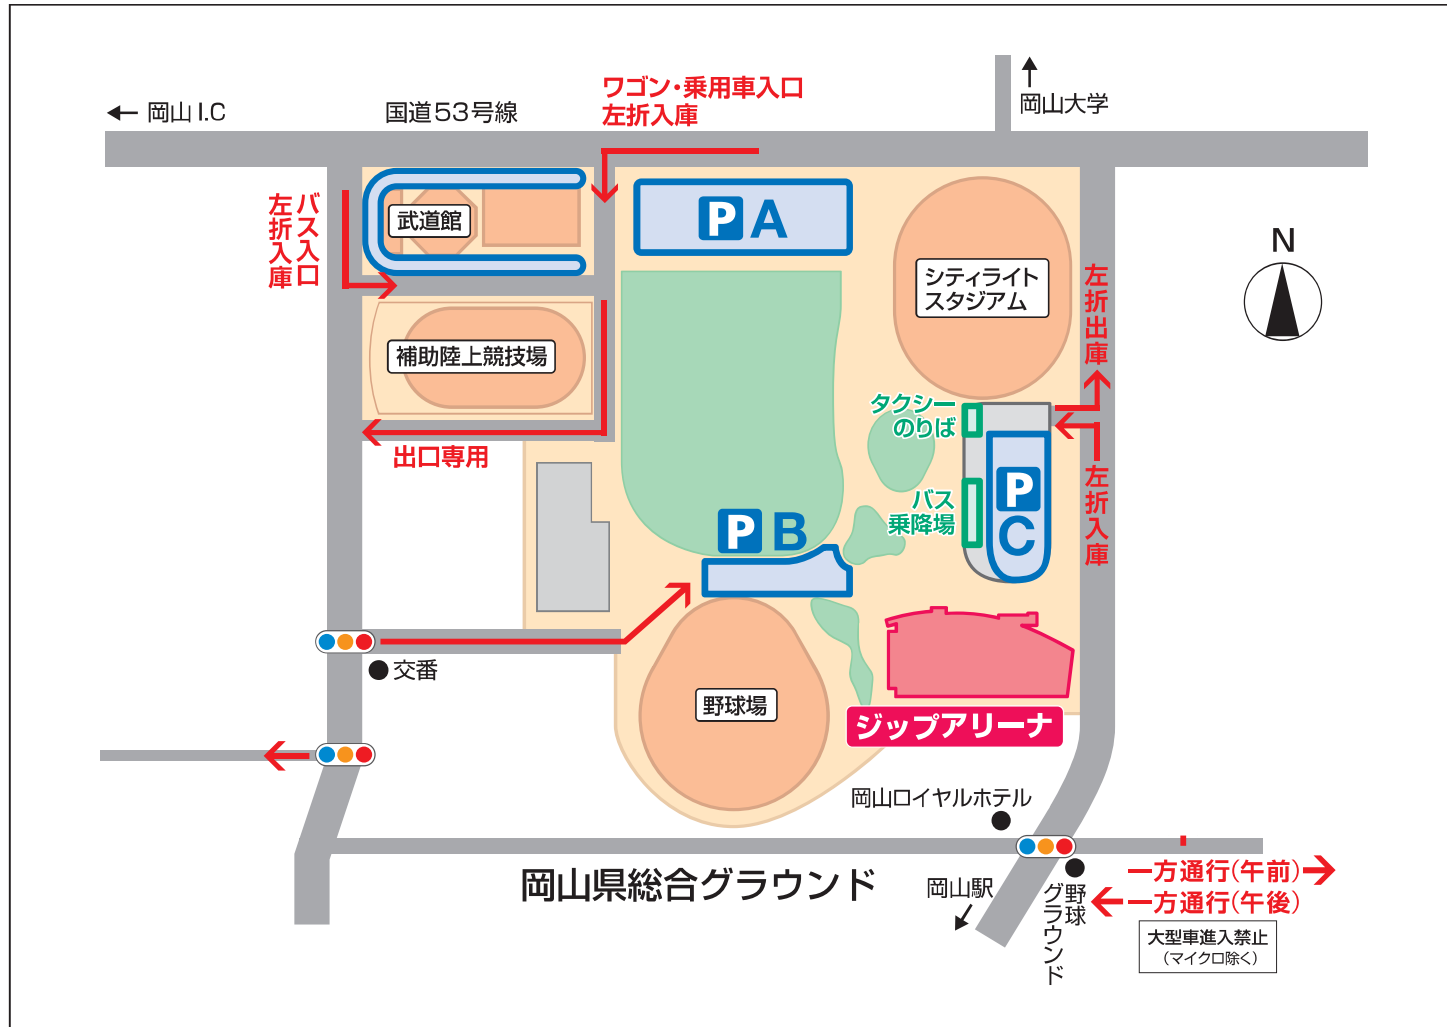 岡山I.C
国道53号線
ワゴン・乗用車入口
左折入庫
岡山大学
バス入口
左折入庫
武道館
P A
シティライト
スタジアム
N
左折出庫
補助陸上競技場
タクシー
のりば
出口専用
P
C
バス
乗降場
左折入庫
P B
交番
野球場
ジップアリーナ
岡山ロイヤルホテル
岡山県総合グラウンド
岡山駅
野球
グラウンド
一方通行(午前)
一方通行(午後)
大型車進入禁止
(マイクロ除く)